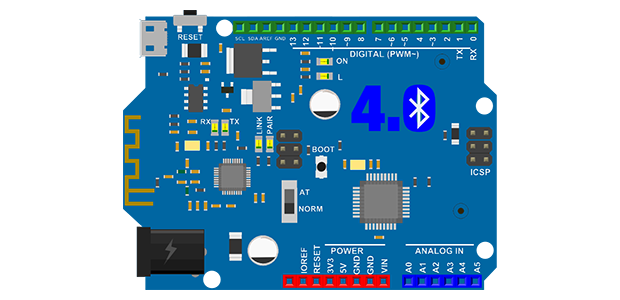 RESET
SCL SDA AREF GND 13 12 ~11 ~10 ~9 8 7 ~6 ~5 4 ~3 2 1 0
DIGITAL (PWM~)
TX
RX
ON
L
4.0
RX TX
LINK
PAIR
BOOT
ICSP
AT
NORM
IOREF
RESET
3V3
5V
GND
GND
VIN
POWER
ANALOG IN
A0
A1
A2
A3
A4
A5